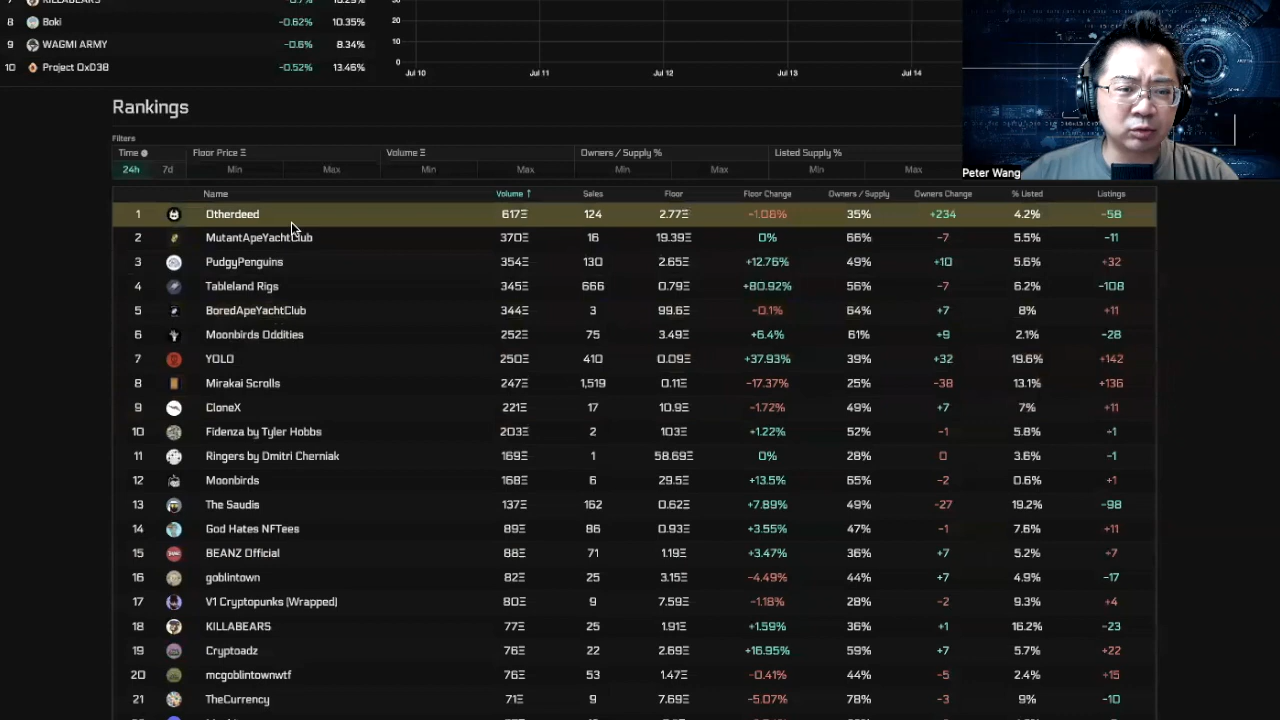 7 KILLABEARS -0.7% 16.29%
8 Boki -0.62% 10.35%
9 WAGMI ARMY -0.6% 8.34%
10 Project 0xD3B -0.52% 13.46%
20
10
0
Jul 10 Jul 11 Jul 12 Jul 13 Jul 14
Peter Wang
Rankings
Filters
Time Floor Price Ξ Volume Ξ Owners / Supply % Listed Supply %
24h 7d Min Max Min Max Min Max Min Max
Name Volume ↑ Sales Floor Floor Change Owners / Supply Owners Change % Listed Listings
1 Otherdeed 617Ξ 124 2.77Ξ -1.08% 35% +234 4.2% -58
2 MutantApeYachtClub 370Ξ 16 19.39Ξ 0% 66% -7 5.5% -11
3 PudgyPenguins 354Ξ 130 2.65Ξ +12.76% 49% +10 5.6% +32
4 Tableland Rigs 345Ξ 666 0.79Ξ +80.92% 56% -7 6.2% -108
5 BoredApeYachtClub 344Ξ 3 99.6Ξ -0.1% 64% +7 8% +11
6 Moonbirds Oddities 252Ξ 75 3.49Ξ +6.4% 61% +9 2.1% -28
7 YOLO 250Ξ 410 0.09Ξ +37.93% 39% +32 19.6% +142
8 Mirakai Scrolls 247Ξ 1,519 0.11Ξ -17.37% 25% -38 13.1% +136
9 CloneX 221Ξ 17 10.9Ξ -1.72% 49% +7 7% +11
10 Fidenza by Tyler Hobbs 203Ξ 2 103Ξ +1.22% 52% -1 5.8% -1
11 Ringers by Dmitri Cherniak 169Ξ 1 58.69Ξ 0% 28% 0 3.6% -1
12 Moonbirds 168Ξ 6 29.5Ξ +13.5% 65% -2 0.6% +1
13 The Saudis 137Ξ 162 0.62Ξ +7.89% 49% -27 19.2% -98
14 God Hates NFTees 89Ξ 86 0.93Ξ +3.55% 47% -1 7.6% +11
15 BEANZ Official 88Ξ 71 1.19Ξ +3.47% 36% +7 5.2% +7
16 goblintown 82Ξ 25 3.15Ξ -4.49% 44% +7 4.9% -17
17 V1 Cryptopunks (Wrapped) 80Ξ 9 7.59Ξ -1.18% 28% -2 9.3% +4
18 KILLABEARS 77Ξ 25 1.91Ξ +1.59% 36% +1 16.2% -23
19 Cryptoadz 76Ξ 22 2.69Ξ +16.95% 59% +7 5.7% +22
20 mcgoblintownwtf 76Ξ 53 1.47Ξ -0.41% 44% -5 2.4% +15
21 TheCurrency 71Ξ 9 7.69Ξ -5.07% 78% -3 9% -10